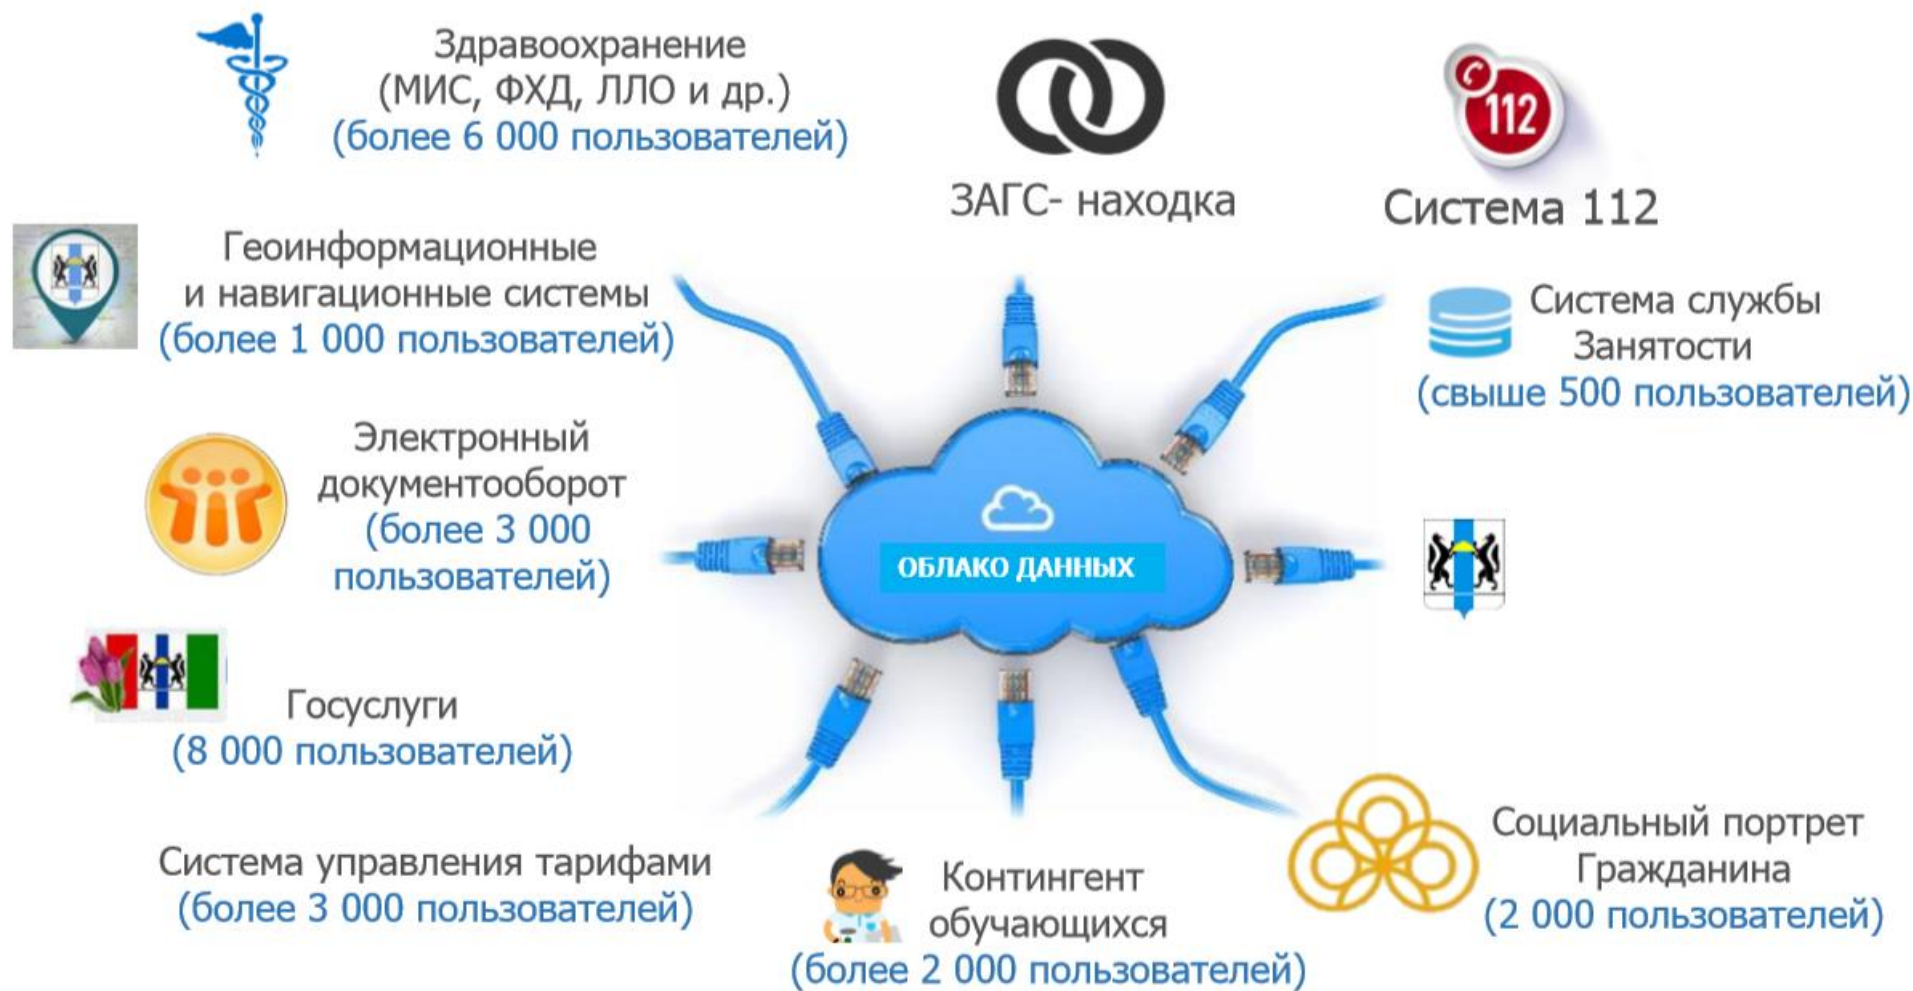 Здравоохранение
(МИС, ФХД, ЛЛО и др.)
(более 6 000 пользователей)
ЗАГС- находка
112
Система 112
Геоинформационные
и навигационные системы
(более 1 000 пользователей)
Система службы
Занятости
(свыше 500 пользователей)
Электронный
документооборот
(более 3 000
пользователей)
ОБЛАКО ДАННЫХ
Госуслуги
(8 000 пользователей)
Система управления тарифами
(более 3 000 пользователей)
Контингент
обучающихся
(более 2 000 пользователей)
Социальный портрет
Гражданина
(2 000 пользователей)